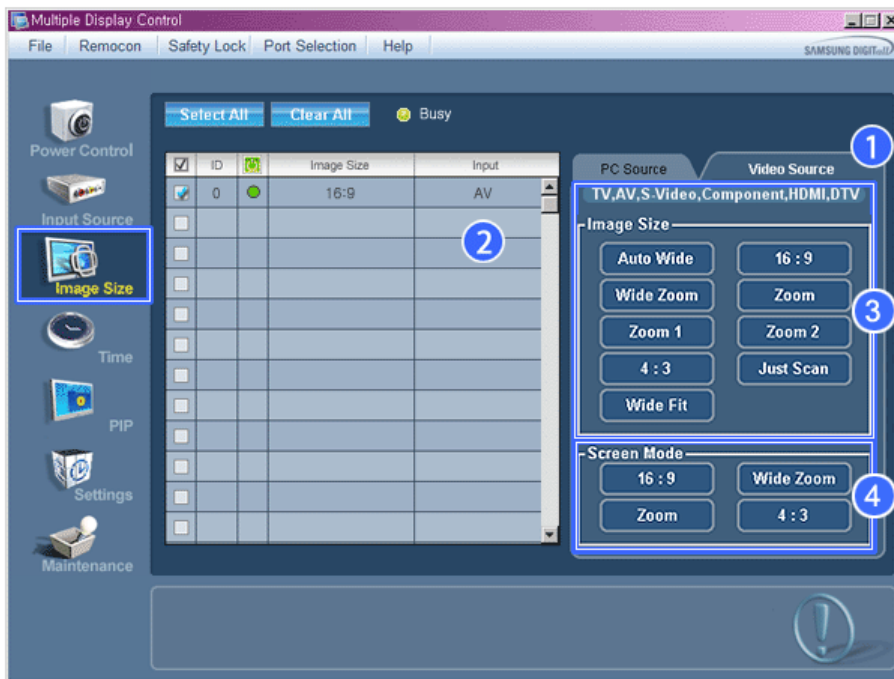 Multiple Display Control
File Remocon Safety Lock Port Selection Help
SAMSUNG DIGITall
Select All Clear All Busy
Power Control
Input Source
Image Size
Time
PIP
Settings
Maintenance
ID Image Size Input
0 16:9 AV
2
1
PC Source Video Source
TV,AV,S-Video,Component,HDMI,DTV
Image Size
Auto Wide 16 : 9
Wide Zoom Zoom
3
Zoom 1 Zoom 2
4 : 3 Just Scan
Wide Fit
Screen Mode
16 : 9 Wide Zoom
4
Zoom 4 : 3